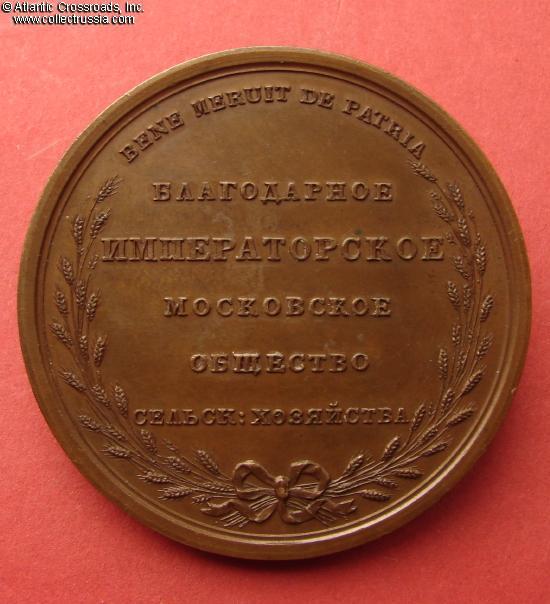 © Atlantic Crossroads, Inc.
www.collectrussia.com
BENE MERUIT DE PATRIA
БЛАГОДАРНОЕ
ИМПЕРАТОРСКОЕ
МОСКОВСКОЕ
ОБЩЕСТВО
СЕЛЬСК: ХОЗЯЙСТВА